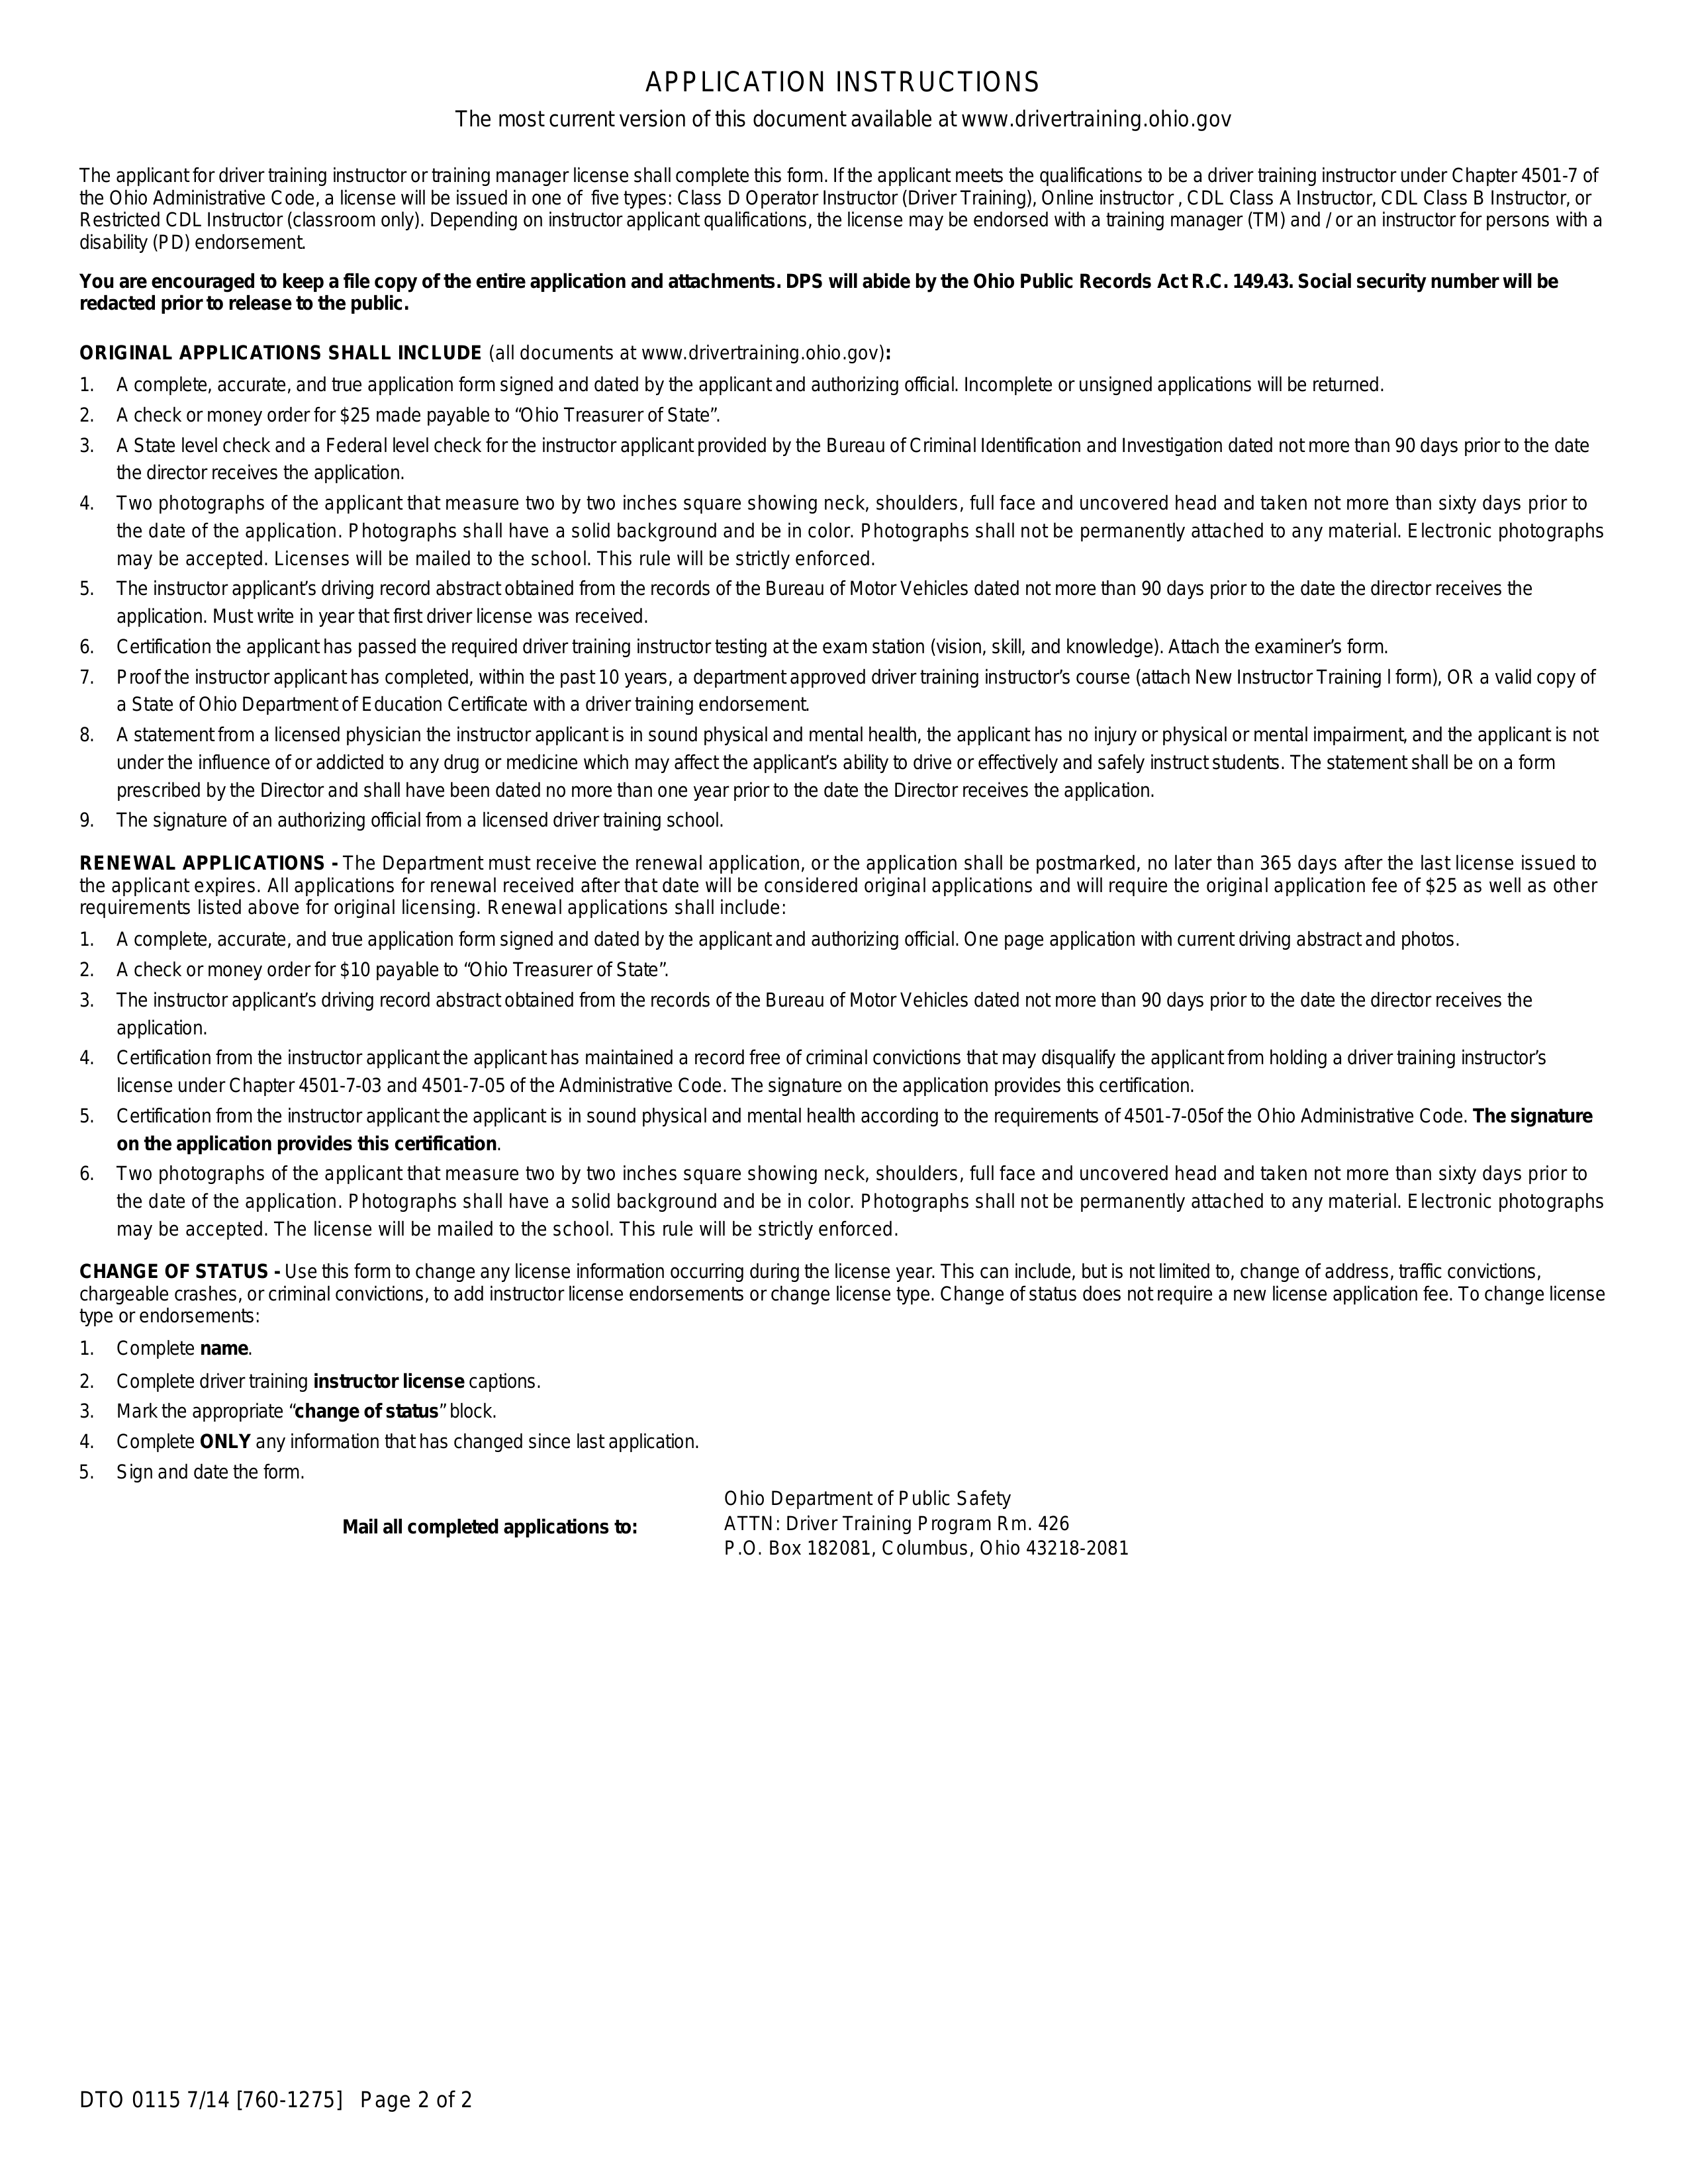 APPLICATION INSTRUCTIONS
The most current version of this document available at www.drivertraining.ohio.gov
The applicant for driver training instructor or training manager license shall complete this form. If the applicant meets the qualifications to be a driver training instructor under Chapter 4501-7 of
the Ohio Administrative Code, a license will be issued in one of five types: Class D Operator Instructor (Driver Training), Online instructor , CDL Class A Instructor, CDL Class B Instructor, or
Restricted CDL Instructor (classroom only). Depending on instructor applicant qualifications, the license may be endorsed with a training manager (TM) and / or an instructor for persons with a
disability (PD) endorsement.
You are encouraged to keep a file copy of the entire application and attachments. DPS will abide by the Ohio Public Records Act R.C. 149.43. Social security number will be
redacted prior to release to the public.
ORIGINAL APPLICATIONS SHALL INCLUDE (all documents at www.drivertraining.ohio.gov):
1. A complete, accurate, and true application form signed and dated by the applicant and authorizing official. Incomplete or unsigned applications will be returned.
2. A check or money order for $25 made payable to “Ohio Treasurer of State”.
3. A State level check and a Federal level check for the instructor applicant provided by the Bureau of Criminal Identification and Investigation dated not more than 90 days prior to the date
the director receives the application.
4. Two photographs of the applicant that measure two by two inches square showing neck, shoulders, full face and uncovered head and taken not more than sixty days prior to
the date of the application. Photographs shall have a solid background and be in color. Photographs shall not be permanently attached to any material. Electronic photographs
may be accepted. Licenses will be mailed to the school. This rule will be strictly enforced.
5. The instructor applicant’s driving record abstract obtained from the records of the Bureau of Motor Vehicles dated not more than 90 days prior to the date the director receives the
application. Must write in year that first driver license was received.
6. Certification the applicant has passed the required driver training instructor testing at the exam station (vision, skill, and knowledge). Attach the examiner’s form.
7. Proof the instructor applicant has completed, within the past 10 years, a department approved driver training instructor’s course (attach New Instructor Training l form), OR a valid copy of
a State of Ohio Department of Education Certificate with a driver training endorsement.
8. A statement from a licensed physician the instructor applicant is in sound physical and mental health, the applicant has no injury or physical or mental impairment, and the applicant is not
under the influence of or addicted to any drug or medicine which may affect the applicant’s ability to drive or effectively and safely instruct students. The statement shall be on a form
prescribed by the Director and shall have been dated no more than one year prior to the date the Director receives the application.
9. The signature of an authorizing official from a licensed driver training school.
RENEWAL APPLICATIONS - The Department must receive the renewal application, or the application shall be postmarked, no later than 365 days after the last license issued to
the applicant expires. All applications for renewal received after that date will be considered original applications and will require the original application fee of $25 as well as other
requirements listed above for original licensing. Renewal applications shall include:
1. A complete, accurate, and true application form signed and dated by the applicant and authorizing official. One page application with current driving abstract and photos.
2. A check or money order for $10 payable to “Ohio Treasurer of State”.
3. The instructor applicant’s driving record abstract obtained from the records of the Bureau of Motor Vehicles dated not more than 90 days prior to the date the director receives the
application.
4. Certification from the instructor applicant the applicant has maintained a record free of criminal convictions that may disqualify the applicant from holding a driver training instructor’s
license under Chapter 4501-7-03 and 4501-7-05 of the Administrative Code. The signature on the application provides this certification.
5. Certification from the instructor applicant the applicant is in sound physical and mental health according to the requirements of 4501-7-05of the Ohio Administrative Code. The signature
on the application provides this certification.
6. Two photographs of the applicant that measure two by two inches square showing neck, shoulders, full face and uncovered head and taken not more than sixty days prior to
the date of the application. Photographs shall have a solid background and be in color. Photographs shall not be permanently attached to any material. Electronic photographs
may be accepted. The license will be mailed to the school. This rule will be strictly enforced.
CHANGE OF STATUS - Use this form to change any license information occurring during the license year. This can include, but is not limited to, change of address, traffic convictions,
chargeable crashes, or criminal convictions, to add instructor license endorsements or change license type. Change of status does not require a new license application fee. To change license
type or endorsements:
1. Complete name.
2. Complete driver training instructor license captions.
3. Mark the appropriate “change of status” block.
4. Complete ONLY any information that has changed since last application.
5. Sign and date the form.
Mail all completed applications to:
Ohio Department of Public Safety
ATTN: Driver Training Program Rm. 426
P.O. Box 182081, Columbus, Ohio 43218-2081
DTO 0115 7/14 [760-1275] Page 2 of 2